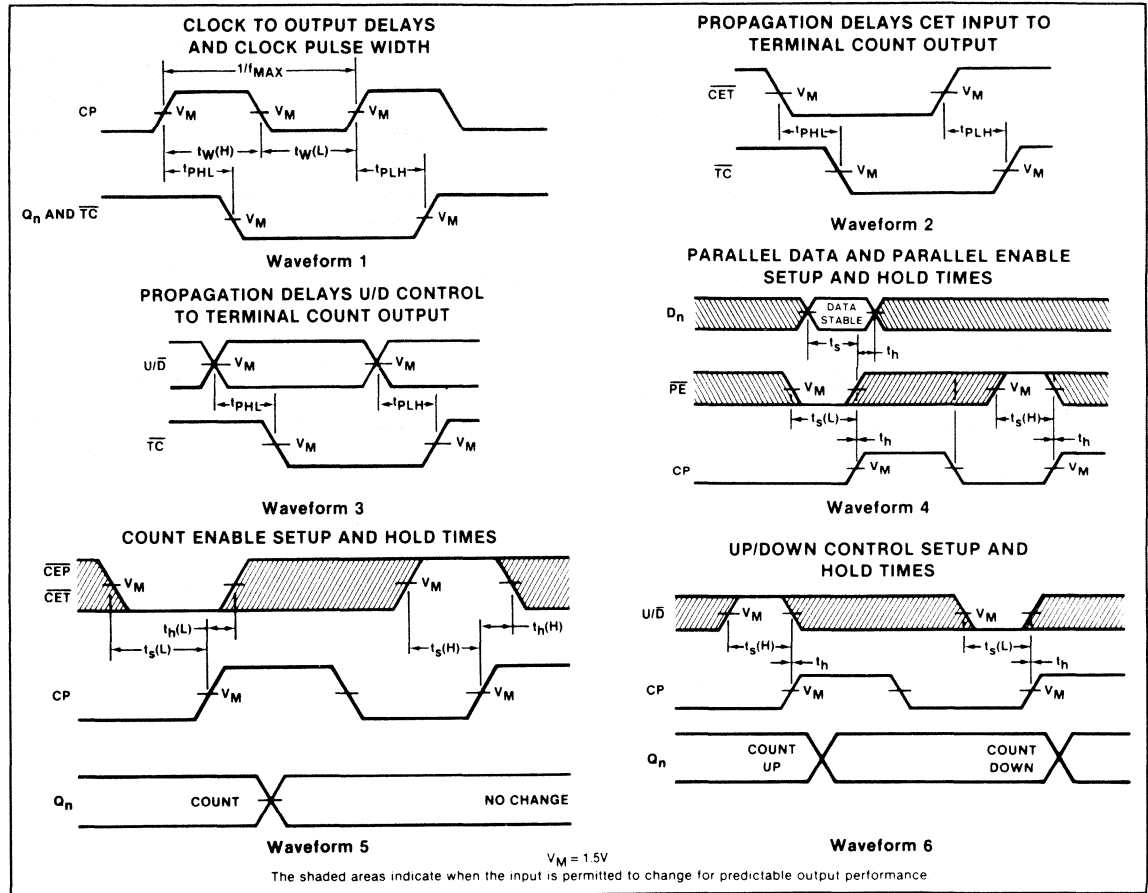 CLOCK TO OUTPUT DELAYS
AND CLOCK PULSE WIDTH
1/fMAX
CP
VM
VM
VM
tW(H)
tW(L)
tPHL
tPLH
Qn AND TC
VM
VM
Waveform 1
PROPAGATION DELAYS CET INPUT TO
TERMINAL COUNT OUTPUT
CET
VM
VM
tPHL
tPLH
TC
VM
VM
Waveform 2
PROPAGATION DELAYS U/D CONTROL
TO TERMINAL COUNT OUTPUT
U/D
VM
VM
tPHL
tPLH
TC
VM
VM
Waveform 3
PARALLEL DATA AND PARALLEL ENABLE
SETUP AND HOLD TIMES
Dn
DATA
STABLE
ts
th
PE
VM
VM
ts(L)
ts(H)
th
th
CP
VM
VM
Waveform 4
COUNT ENABLE SETUP AND HOLD TIMES
CEP
CET
VM
VM
th(L)
th(H)
ts(L)
ts(H)
CP
VM
VM
Qn
COUNT
NO CHANGE
Waveform 5
UP/DOWN CONTROL SETUP AND
HOLD TIMES
U/D
VM
VM
ts(H)
ts(L)
th
th
CP
VM
VM
Qn
COUNT
UP
COUNT
DOWN
Waveform 6
VM = 1.5V
The shaded areas indicate when the input is permitted to change for predictable output performance